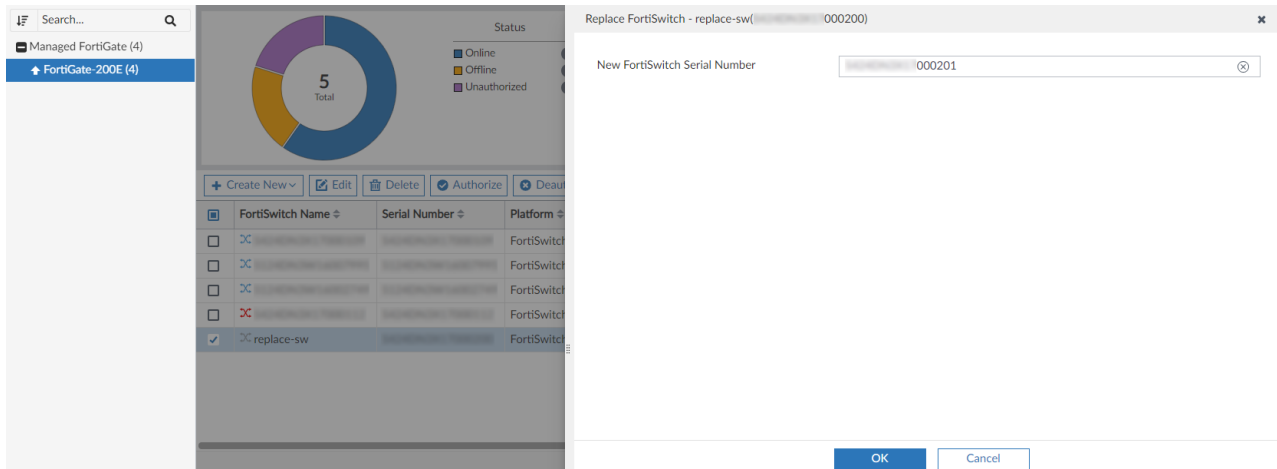 Search...
Managed FortiGate (4)
FortiGate-200E (4)
5
Total
Status
Online
Offline
Unauthorized
Create New
Edit
Delete
Authorize
Deaut
FortiSwitch Name
Serial Number
Platform
FortiSwitch
FortiSwitch
FortiSwitch
FortiSwitch
replace-sw
FortiSwitch
Replace FortiSwitch - replace-sw(
000200)
New FortiSwitch Serial Number
000201
OK
Cancel